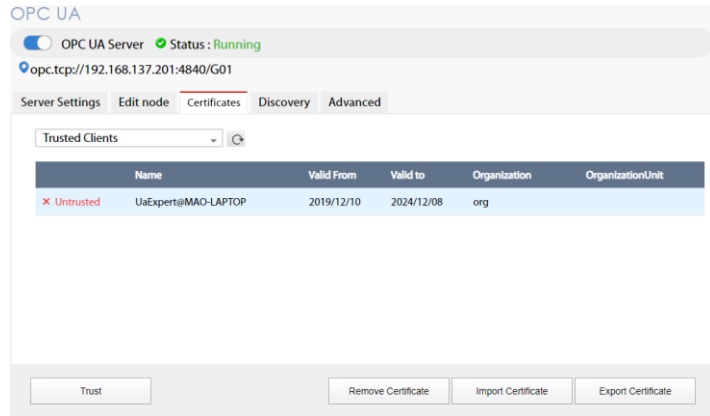 OPC UA
OPC UA Server Status : Running
opc.tcp://192.168.137.201:4840/G01
Server Settings Edit node Certificates Discovery Advanced
Trusted Clients
Name Valid From Valid to Organization OrganizationUnit
× Untrusted UaExpert@MAO-LAPTOP 2019/12/10 2024/12/08 org
Trust Remove Certificate Import Certificate Export Certificate